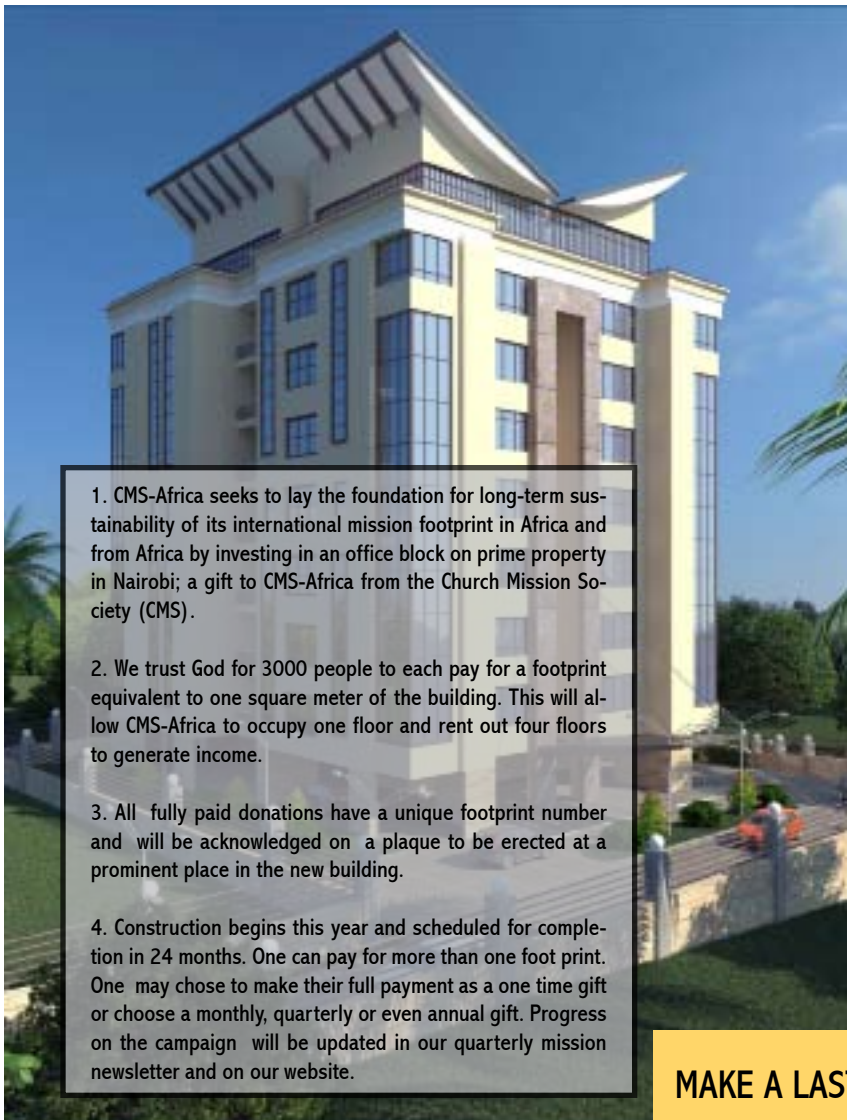 1. CMS-Africa seeks to lay the foundation for long-term sus-
tainability of its international mission footprint in Africa and
from Africa by investing in an office block on prime property
in Nairobi; a gift to CMS-Africa from the Church Mission So-
ciety (CMS).
2. We trust God for 3000 people to each pay for a footprint
equivalent to one square meter of the building. This will al-
low CMS-Africa to occupy one floor and rent out four floors
to generate income.
3. All fully paid donations have a unique footprint number
and will be acknowledged on a plaque to be erected at a
prominent place in the new building.
4. Construction begins this year and scheduled for comple-
tion in 24 months. One can pay for more than one foot print.
One may chose to make their full payment as a one time gift
or choose a monthly, quarterly or even annual gift. Progress
on the campaign will be updated in our quarterly mission
newsletter and on our website.
MAKE A LAST